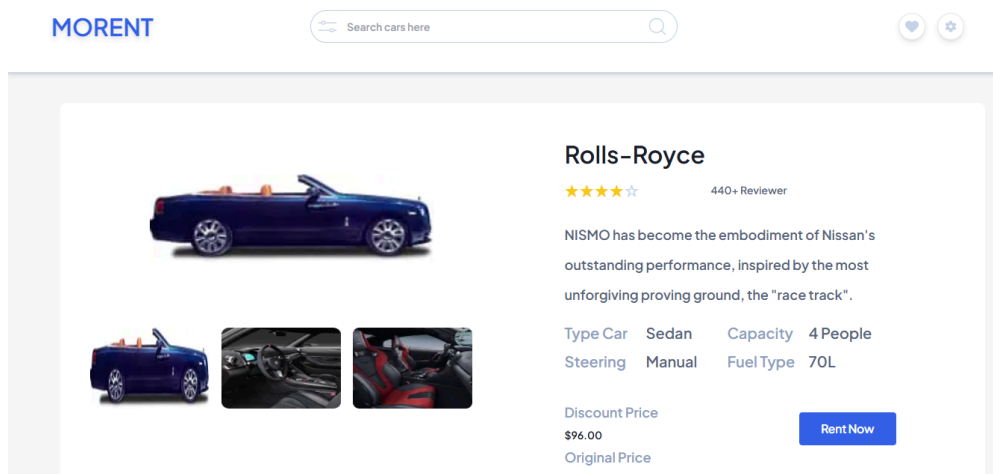 MORENT
Search cars here
Rolls-Royce
440+ Reviewer
NISMO has become the embodiment of Nissan's
outstanding performance, inspired by the most
unforgiving proving ground, the "race track".
Type Car Sedan Capacity 4 People
Steering Manual Fuel Type 70L
Discount Price
$96.00
Rent Now
Original Price